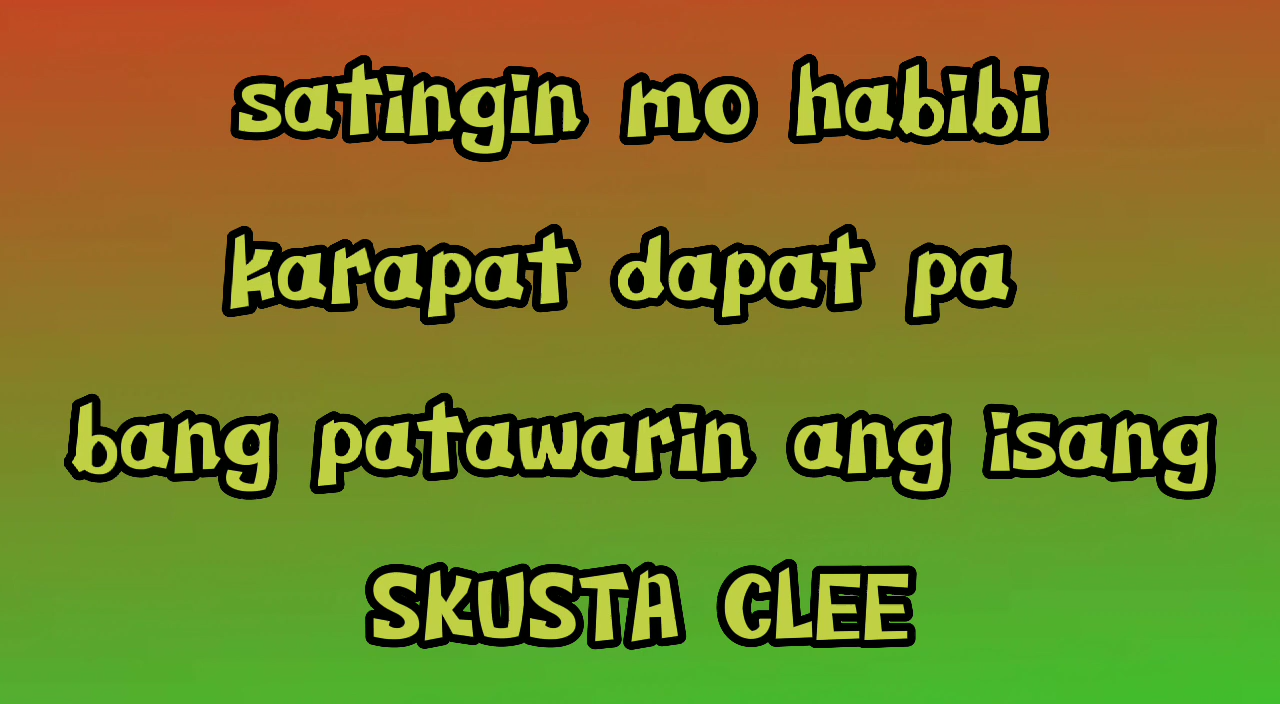 satingin mo habibi
karapat dapat pa
bang patawarin ang isang
SKUSTA CLEE